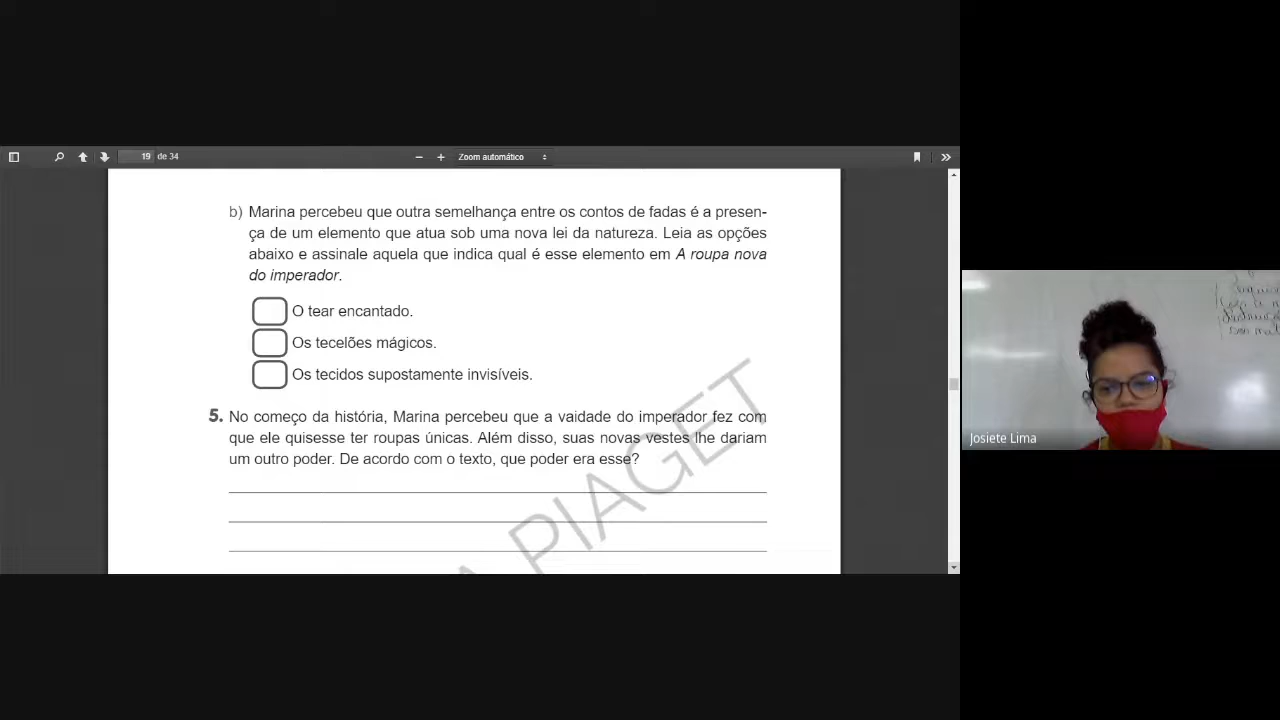 19 de 34
Zoom automático
b) Marina percebeu que outra semelhança entre os contos de fadas é a presen-
ça de um elemento que atua sob uma nova lei da natureza. Leia as opções
abaixo e assinale aquela que indica qual é esse elemento em A roupa nova
do imperador.
O tear encantado.
Os tecelões mágicos.
Os tecidos supostamente invisíveis.
5. No começo da história, Marina percebeu que a vaidade do imperador fez com
que ele quisesse ter roupas únicas. Além disso, suas novas vestes lhe dariam
um outro poder. De acordo com o texto, que poder era esse?
A PIAGET
Josiete Lima